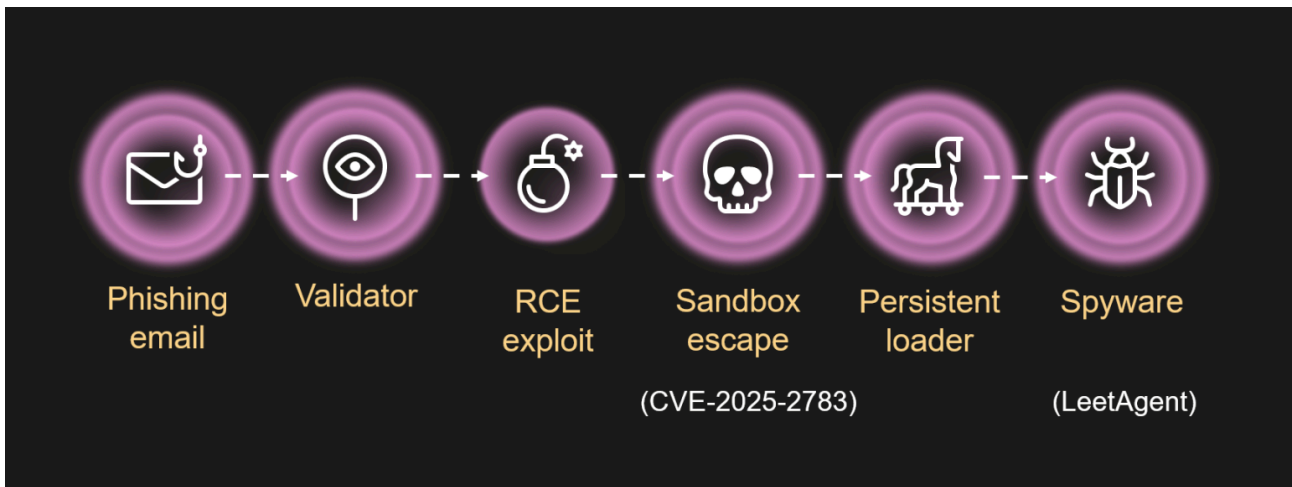 Phishing
email
Validator
RCE
exploit
Sandbox
escape
Persistent
loader
Spyware
(CVE-2025-2783)
(LeetAgent)